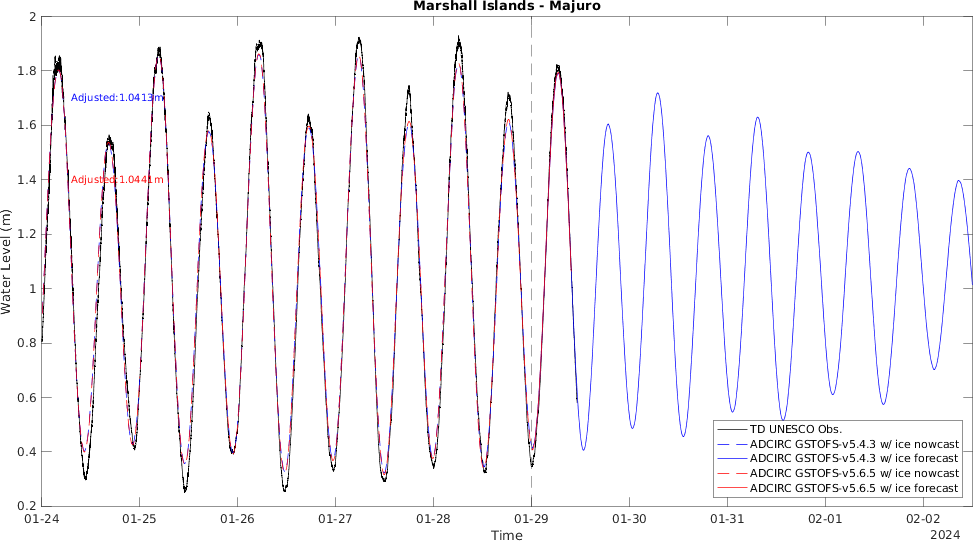 Marshall Islands - Majuro
2
1.8
1.6
1.4
1.2
1
0.8
0.6
0.4
0.2
Water Level (m)
Adjusted:1.0413m
Adjusted:1.0441m
TD UNESCO Obs.
ADCIRC GSTOFS-v5.4.3 w/ ice nowcast
ADCIRC GSTOFS-v5.4.3 w/ ice forecast
ADCIRC GSTOFS-v5.6.5 w/ ice nowcast
ADCIRC GSTOFS-v5.6.5 w/ ice forecast
01-24 01-25 01-26 01-27 01-28 01-29 01-30 01-31 02-01 02-02
Time
2024